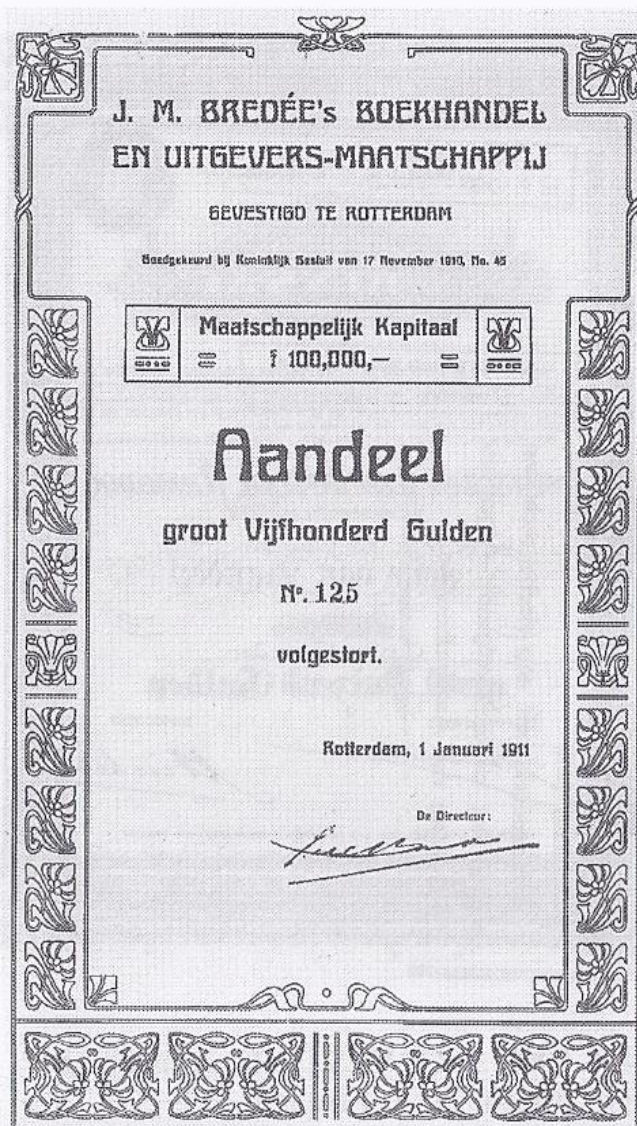 J. M. BREDÉE's BOEKHANDEL
EN UITGEVERS-MAATSCHAPPIJ
GEVESTIGD TE ROTTERDAM
Goedgekeurd bij Koninklijk Besluit van 17 November 1910, No. 45
Maatschappelijk Kapitaal
f 100,000,—
Aandeel
groot Vijfhonderd Gulden
No. 125
volgestort.
Rotterdam, 1 Januari 1911
De Directeur: